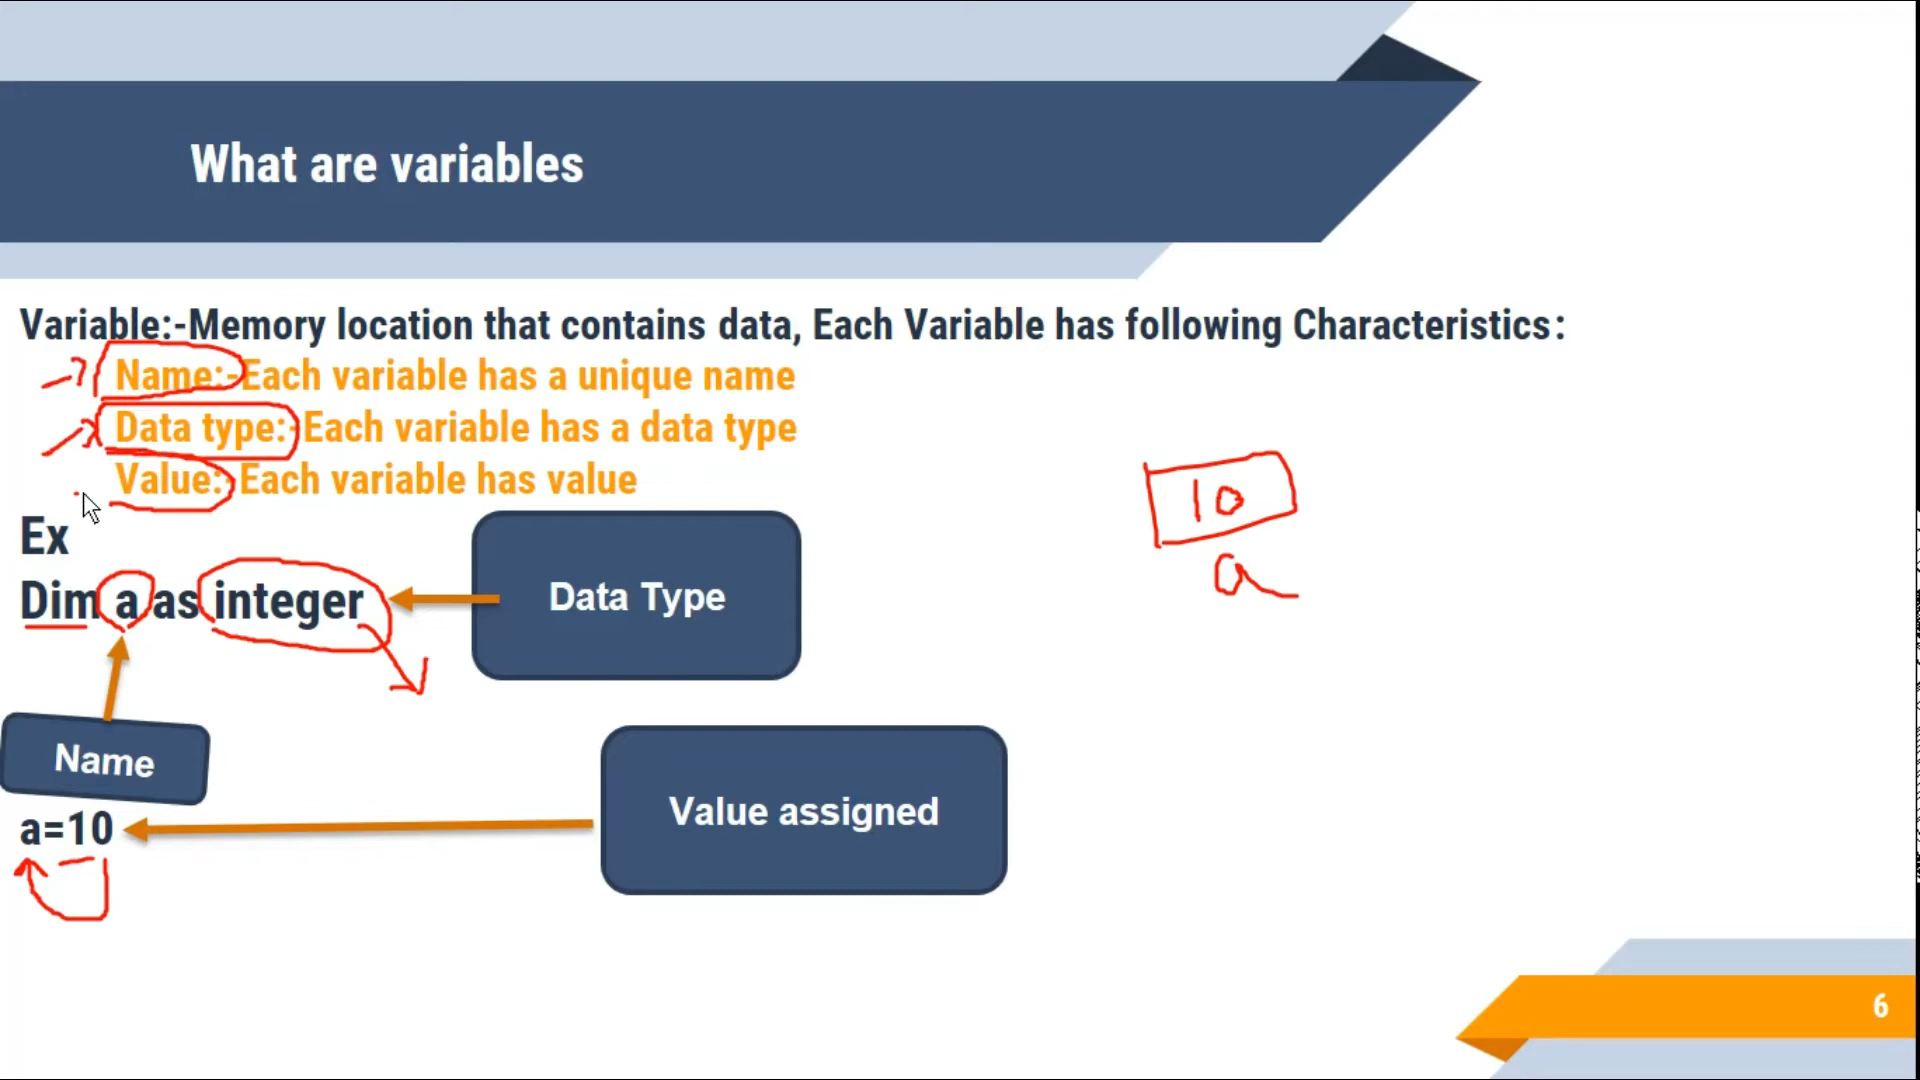 What are variables
Variable:-Memory location that contains data, Each Variable has following Characteristics:
Name:-Each variable has a unique name
Data type:-Each variable has a data type
Value:-Each variable has value
Ex
Dim a as integer
Data Type
10
a
Name
a=10
Value assigned
6